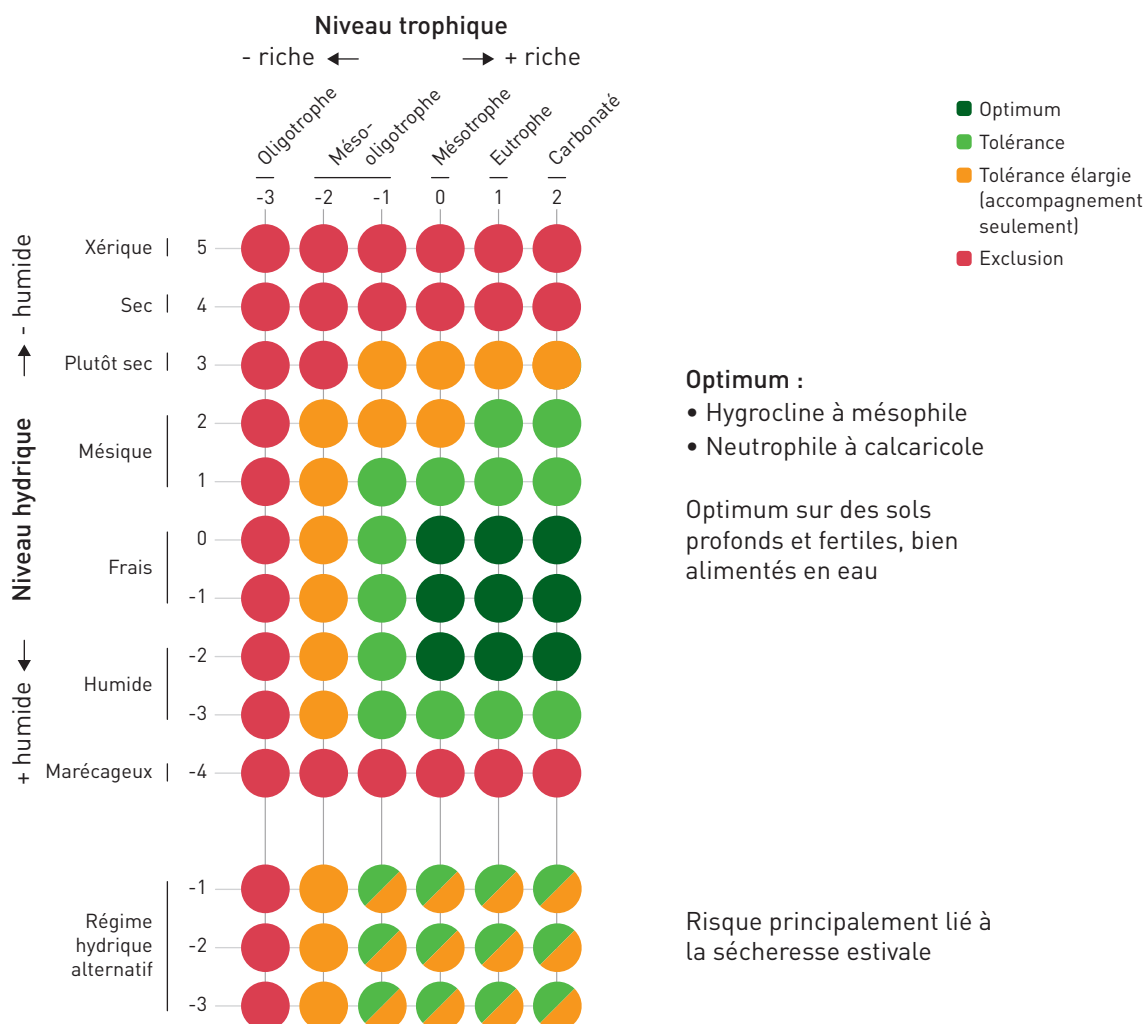 Niveau trophique
- riche ← → + riche
Oligotrophe
Méso-
oligotrophe
Mésotrophe
Eutrophe
Carbonaté
-3 -2 -1 0 1 2
Optimum
Tolérance
Tolérance élargie
(accompagnement
seulement)
Exclusion
Niveau hydrique
→ - humide
+ humide ←
Xérique 5
Sec 4
Plutôt sec 3
Mésique
2
1
Frais
0
-1
Humide
-2
-3
Marécageux -4
Régime
hydrique
alternatif
-1
-2
-3
Optimum :
• Hygrocline à mésophile
• Neutrophile à calcaricole
Optimum sur des sols
profonds et fertiles, bien
alimentés en eau
Risque principalement lié à
la sécheresse estivale